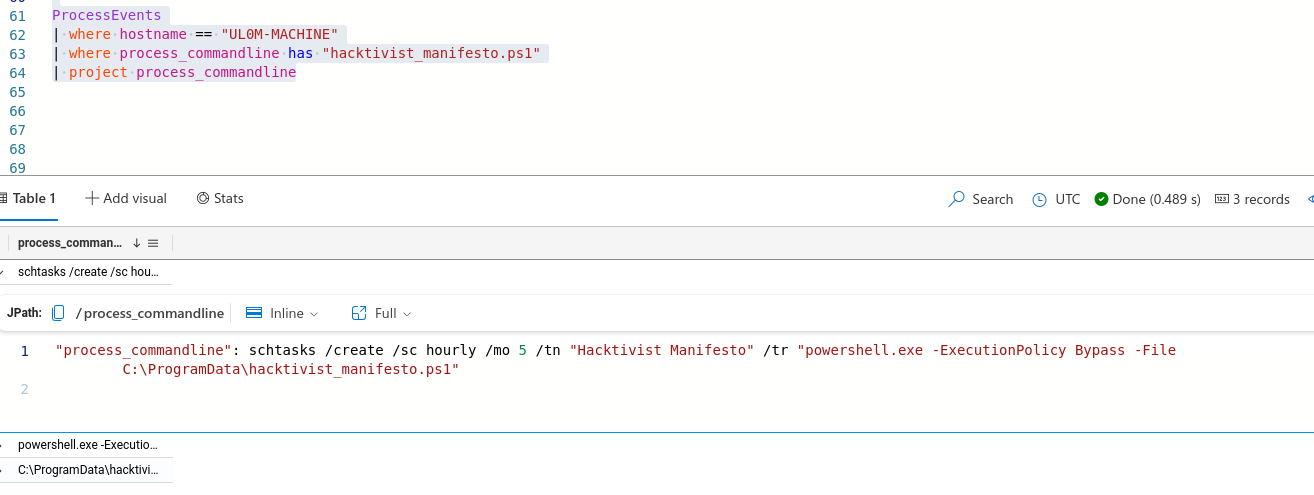 61 ProcessEvents
62 | where hostname == "UL0M-MACHINE"
63 | where process_commandline has "hacktivist_manifesto.ps1"
64 | project process_commandline
65
66
67
68
69
Table 1 Add visual Stats Search UTC Done (0.489 s) 3 records
process_comman...
schtasks /create /sc hou...
JPath: /process_commandline Inline Full
1 "process_commandline": schtasks /create /sc hourly /mo 5 /tn "Hacktivist Manifesto" /tr "powershell.exe -ExecutionPolicy Bypass -File
C:\ProgramData\hacktivist_manifesto.ps1"
2
powershell.exe -Executio...
C:\ProgramData\hacktivi...